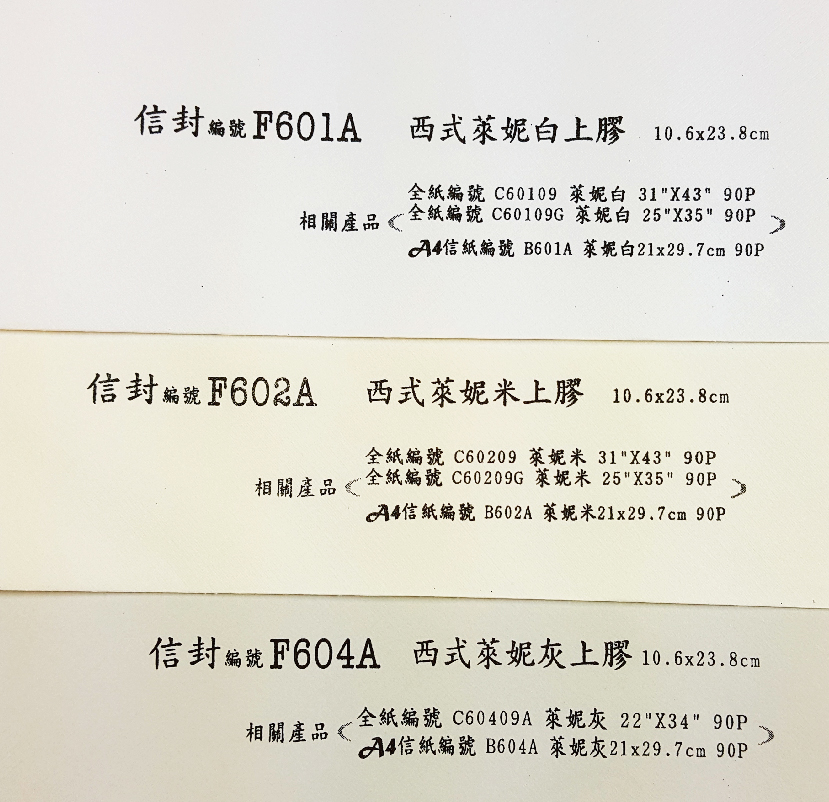 信封編號F601A 西式萊妮白上膠 10.6x23.8cm
全紙編號 C60109 萊妮白 31"X43" 90P
相關產品 全紙編號 C60109G 萊妮白 25"X35" 90P
A4信紙編號 B601A 萊妮白21x29.7cm 90P
信封編號F602A 西式萊妮米上膠 10.6x23.8cm
全紙編號 C60209 萊妮米 31"X43" 90P
相關產品 全紙編號 C60209G 萊妮米 25"X35" 90P
A4信紙編號 B602A 萊妮米21x29.7cm 90P
信封編號F604A 西式萊妮灰上膠 10.6x23.8cm
相關產品 全紙編號 C60409A 萊妮灰 22"X34" 90P
A4信紙編號 B604A 萊妮灰21x29.7cm 90P